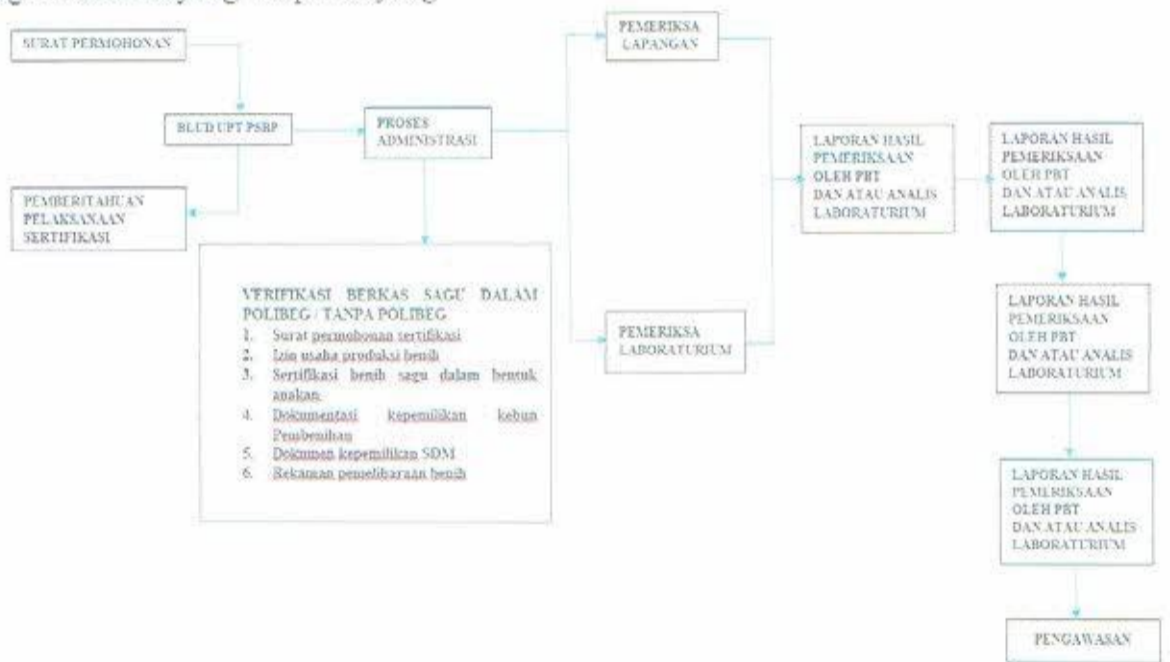 SURAT PERMOHONAN
BLUD UPT PSBP
PEMBERITAHUAN
PELAKSANAAN
SERTIFIKASI
PROSES
ADMINISTRASI
VERIFIKASI BERKAS SAGU DALAM
POLIBEG / TANPA POLIBEG
1. Surat permohonan sertifikasi
2. Izin usaha produksi benih
3. Sertifikasi benih sagu dalam bentuk
anakan
4. Dokumentasi kepemilikan kebun
Pembenihan
5. Dokumen kepemilikan SDM
6. Rekaman pemeliharaan benih
PEMERIKSA
LAPANGAN
PEMERIKSA
LABORATURIUM
LAPORAN HASIL
PEMERIKSAAN
OLEH PBT
DAN ATAU ANALIS
LABORATURIUM
LAPORAN HASIL
PEMERIKSAAN
OLEH PBT
DAN ATAU ANALIS
LABORATURIUM
LAPORAN HASIL
PEMERIKSAAN
OLEH PBT
DAN ATAU ANALIS
LABORATURIUM
LAPORAN HASIL
PEMERIKSAAN
OLEH PBT
DAN ATAU ANALIS
LABORATURIUM
PENGAWASAN